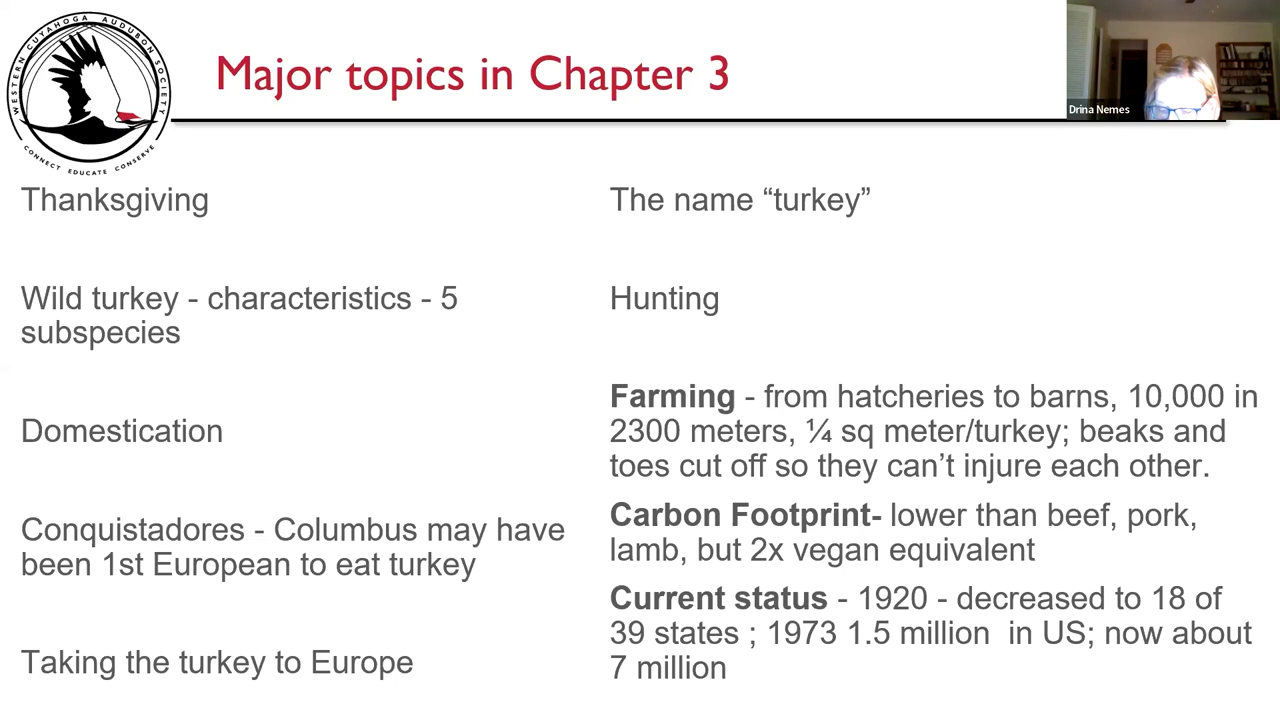 WESTERN CUYAHOGA AUDUBON SOCIETY
CONNECT EDUCATE CONSERVE
Major topics in Chapter 3
Drina Nemes
Thanksgiving
Wild turkey - characteristics - 5
subspecies
Domestication
Conquistadores - Columbus may have
been 1st European to eat turkey
Taking the turkey to Europe
The name “turkey”
Hunting
Farming - from hatcheries to barns, 10,000 in
2300 meters, ¼ sq meter/turkey; beaks and
toes cut off so they can’t injure each other.
Carbon Footprint- lower than beef, pork,
lamb, but 2x vegan equivalent
Current status - 1920 - decreased to 18 of
39 states ; 1973 1.5 million  in US; now about
7 million